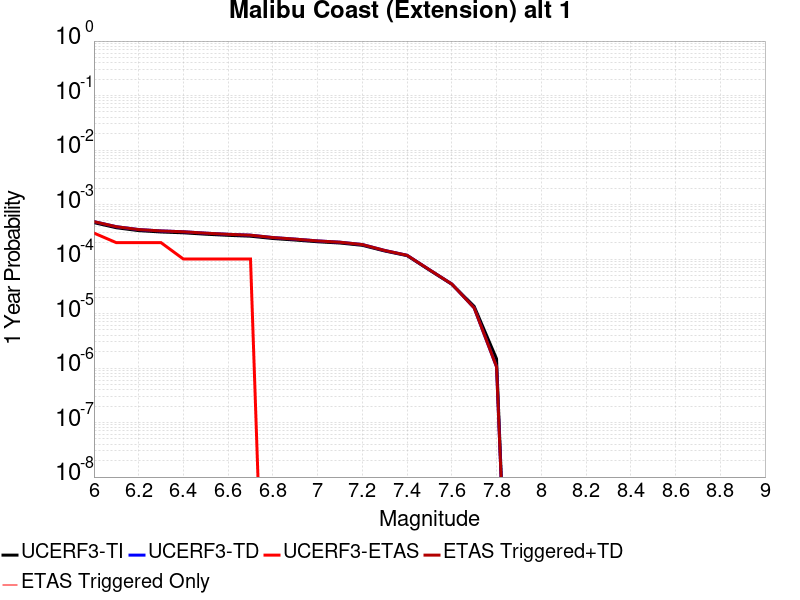 Malibu Coast (Extension) alt 1
10^0
10^-1
10^-2
10^-3
10^-4
10^-5
10^-6
10^-7
10^-8
1 Year Probability
6 6.2 6.4 6.6 6.8 7 7.2 7.4 7.6 7.8 8 8.2 8.4 8.6 8.8 9
Magnitude
UCERF3-TI UCERF3-TD UCERF3-ETAS ETAS Triggered+TD
ETAS Triggered Only